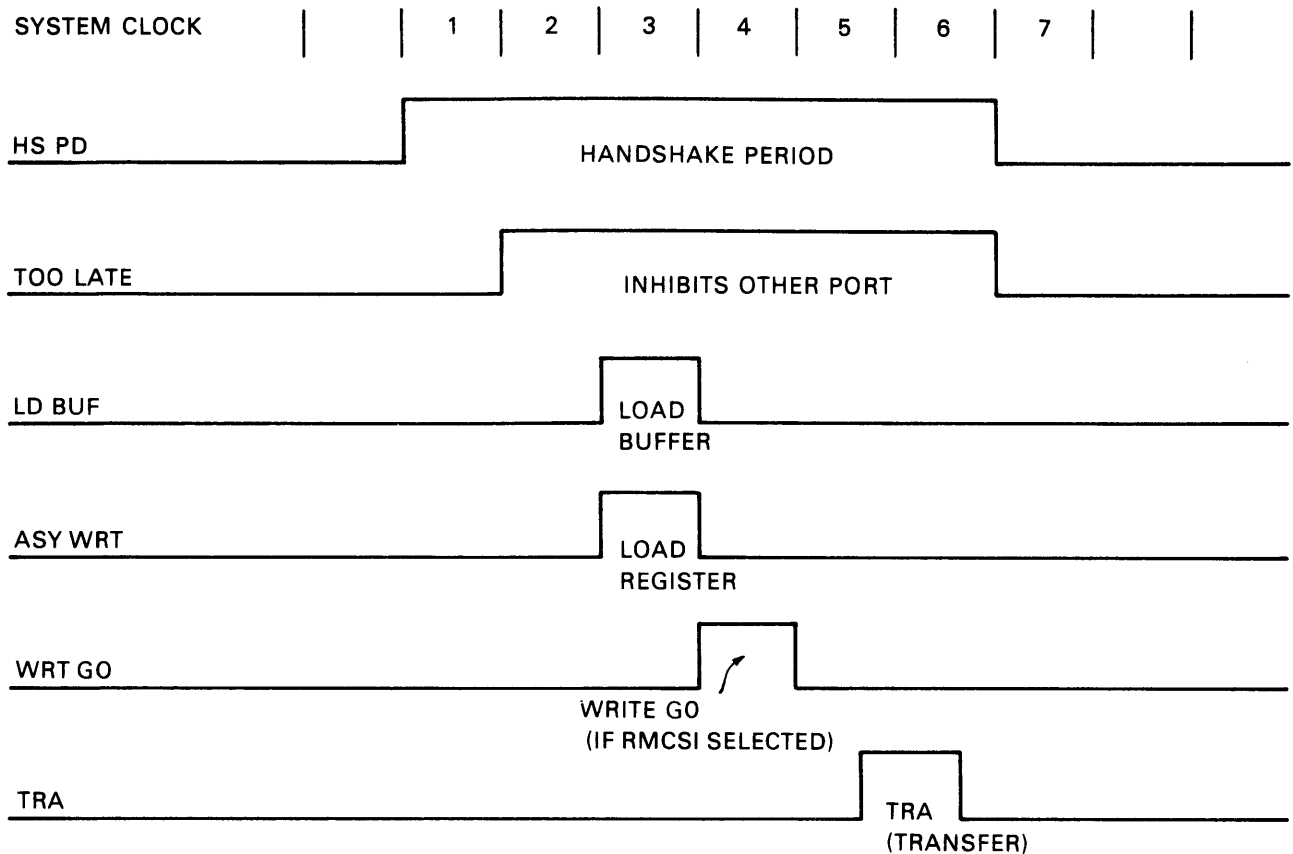 SYSTEM CLOCK 1 2 3 4 5 6 7
HS PD
HANDSHAKE PERIOD
TOO LATE
INHIBITS OTHER PORT
LD BUF
LOAD
BUFFER
ASY WRT
LOAD
REGISTER
WRT GO
WRITE GO
(IF RMCSI SELECTED)
TRA
TRA
(TRANSFER)